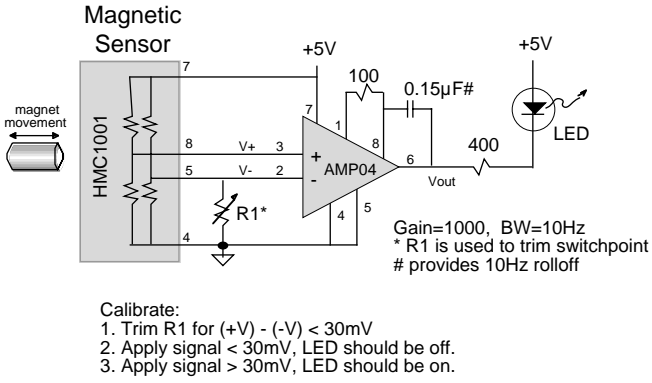 Magnetic
Sensor
magnet
movement
HMC1001
7
8
5
4
V+
V-
3
2
R1*
+5V
7
1
100
0.15µF#
8
+
-
AMP04
6
Vout
4
5
400
+5V
LED
Gain=1000, BW=10Hz
* R1 is used to trim switchpoint
# provides 10Hz rolloff
Calibrate:
1. Trim R1 for (+V) - (-V) < 30mV
2. Apply signal < 30mV, LED should be off.
3. Apply signal > 30mV, LED should be on.